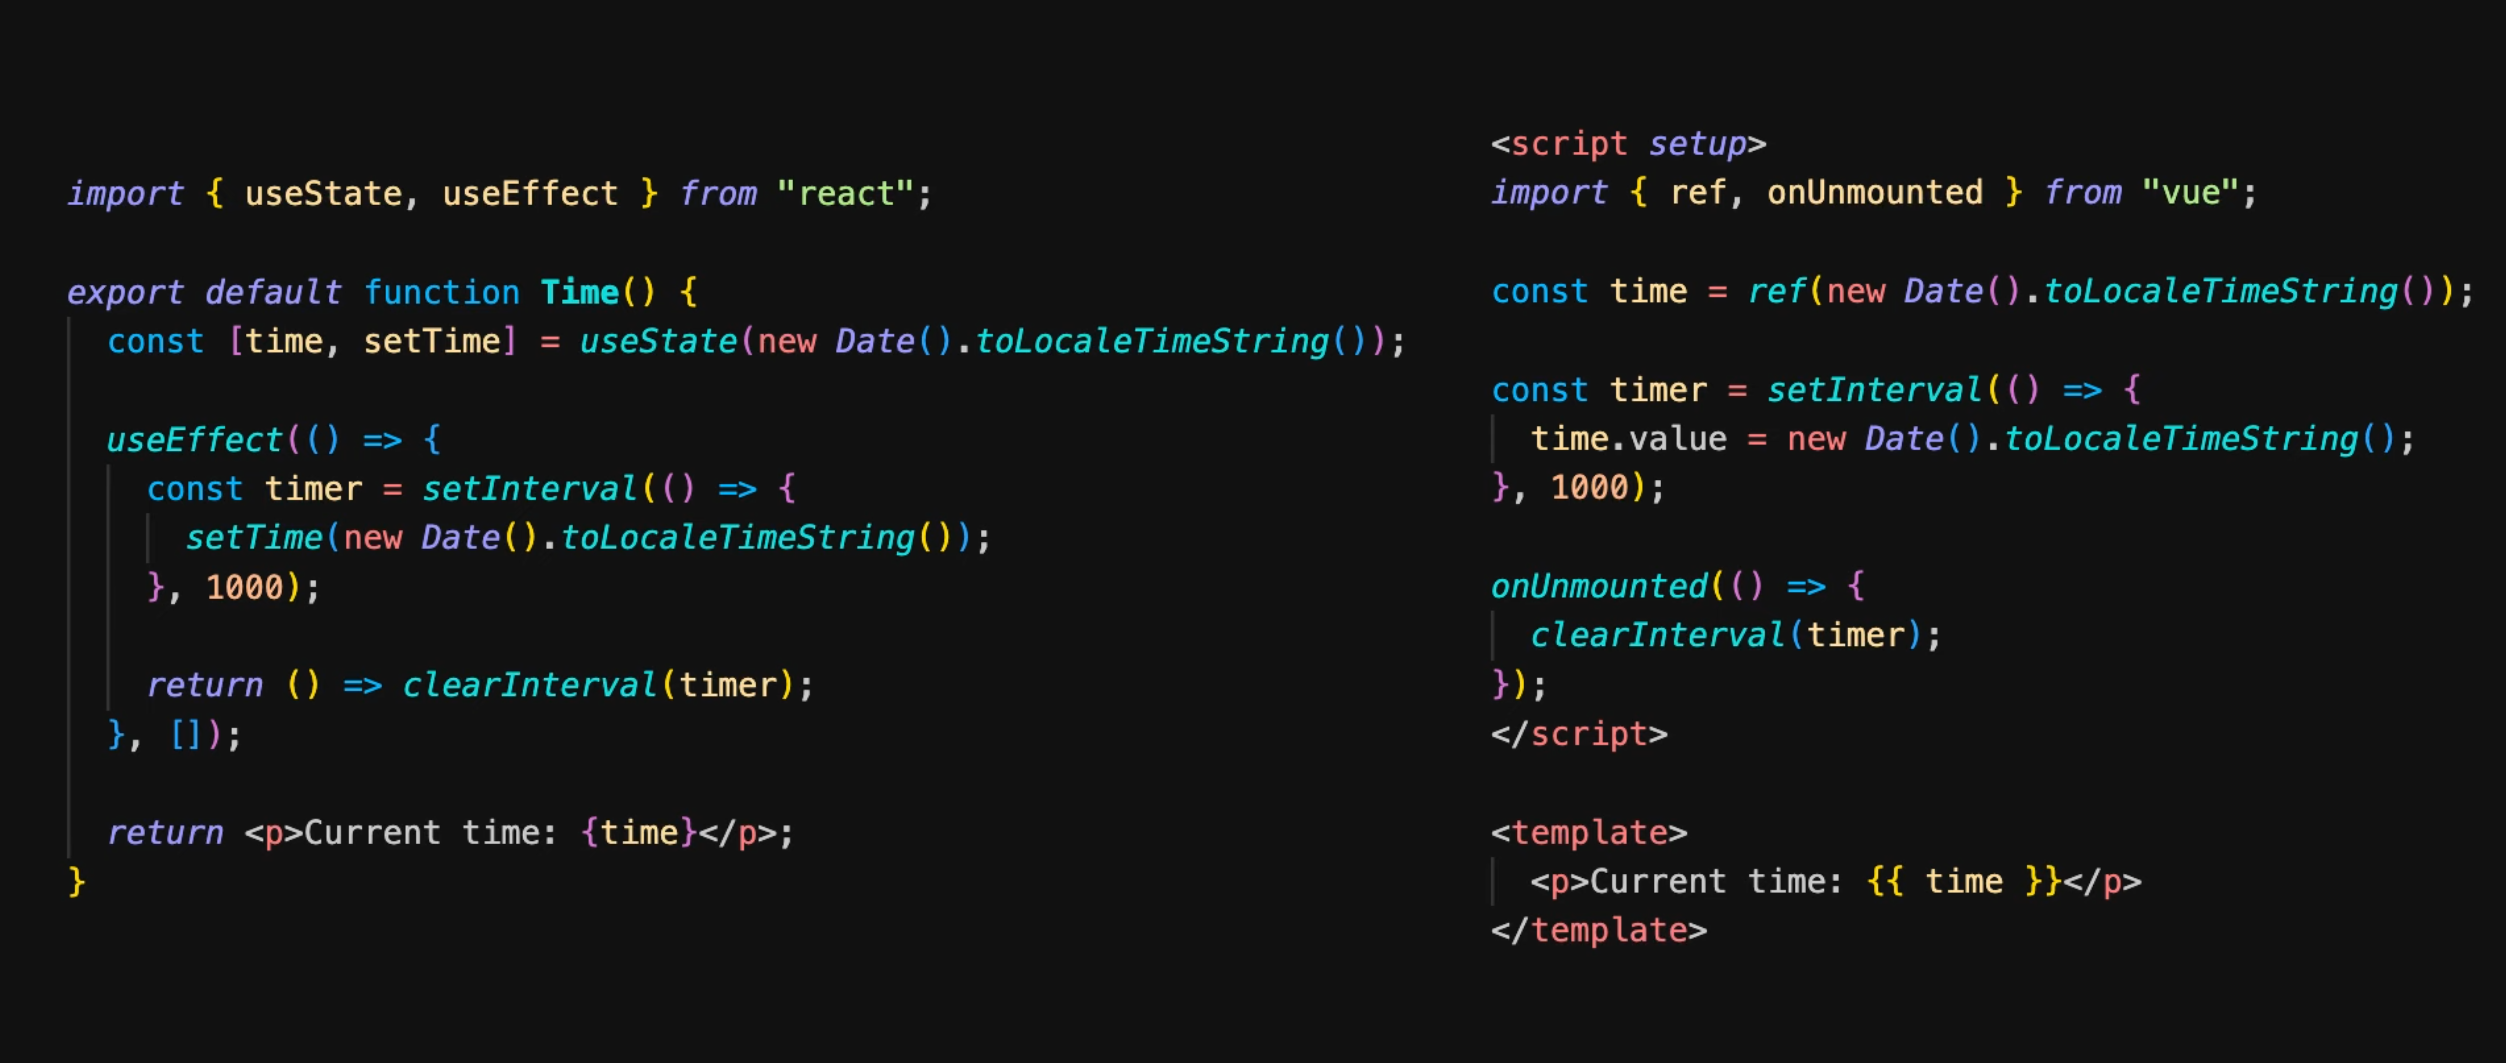 import { useState, useEffect } from "react";

export default function Time() {
  const [time, setTime] = useState(new Date().toLocaleTimeString());

  useEffect(() => {
    const timer = setInterval(() => {
      setTime(new Date().toLocaleTimeString());
    }, 1000);

    return () => clearInterval(timer);
  }, []);

  return <p>Current time: {time}</p>;
}

<script setup>
import { ref, onUnmounted } from "vue";

const time = ref(new Date().toLocaleTimeString());

const timer = setInterval(() => {
  time.value = new Date().toLocaleTimeString();
}, 1000);

onUnmounted(() => {
  clearInterval(timer);
});
</script>

<template>
  <p>Current time: {{ time }}</p>
</template>